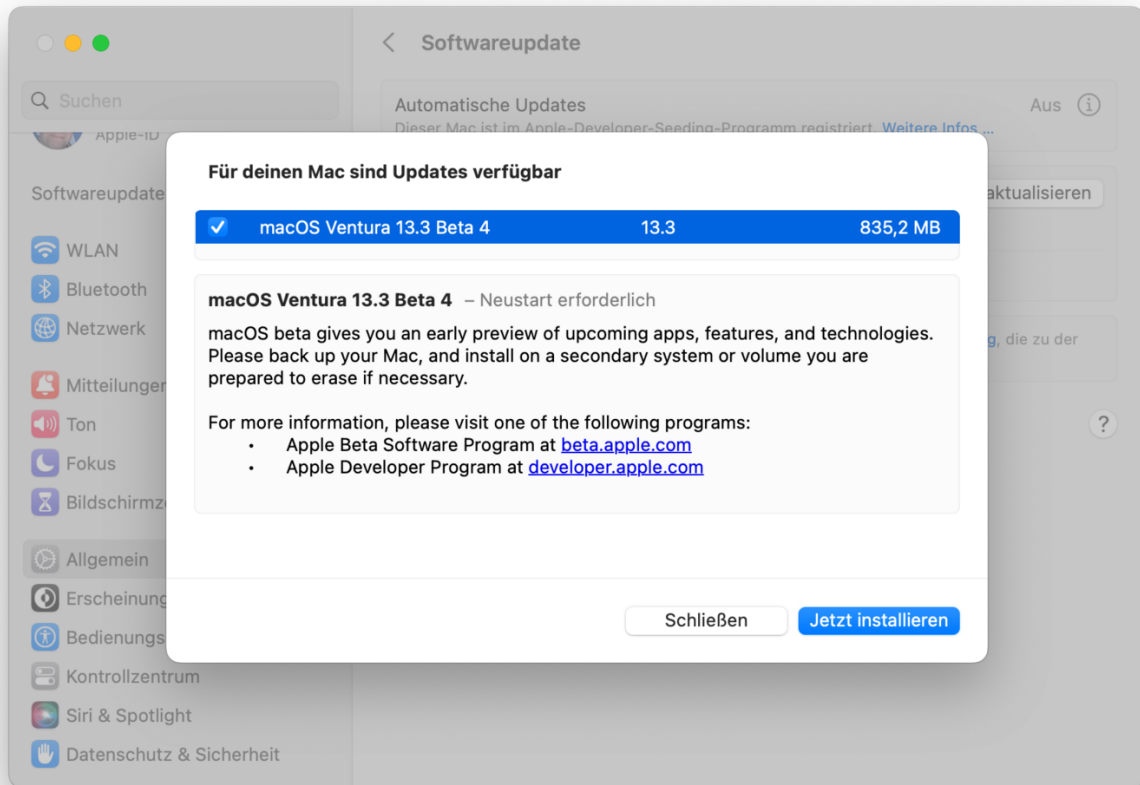 Softwareupdate
Suchen
Apple-ID
Automatische Updates
Aus
Dieser Mac ist im Apple-Developer-Seeding-Programm registriert. Weitere Infos ...
Softwareupdate
aktualisieren
Für deinen Mac sind Updates verfügbar
macOS Ventura 13.3 Beta 4 13.3 835,2 MB
macOS Ventura 13.3 Beta 4 – Neustart erforderlich
macOS beta gives you an early preview of upcoming apps, features, and technologies.
Please back up your Mac, and install on a secondary system or volume you are
prepared to erase if necessary.
For more information, please visit one of the following programs:
• Apple Beta Software Program at beta.apple.com
• Apple Developer Program at developer.apple.com
Schließen
Jetzt installieren
WLAN
Bluetooth
Netzwerk
g, die zu der
Mitteilungen
Ton
?
Fokus
Bildschirmz
Allgemein
Erscheinung
Bedienungs
Kontrollzentrum
Siri & Spotlight
Datenschutz & Sicherheit